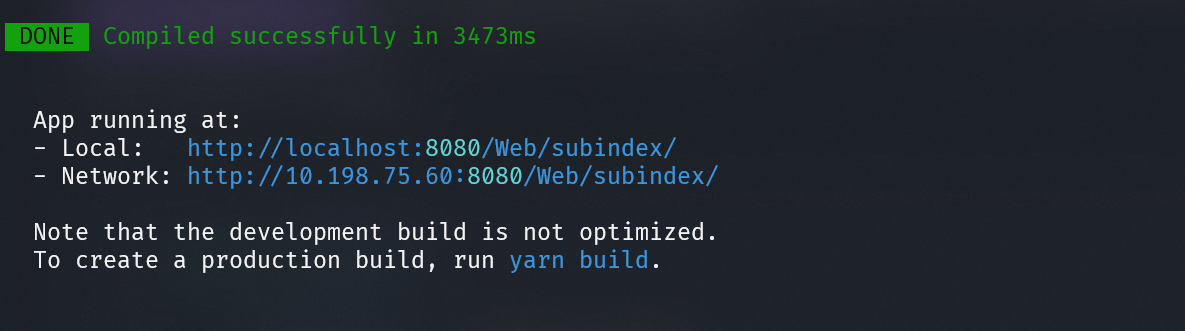 DONE Compiled successfully in 3473ms
App running at:
- Local: http://localhost:8080/Web/subindex/
- Network: http://10.198.75.60:8080/Web/subindex/
Note that the development build is not optimized.
To create a production build, run yarn build.